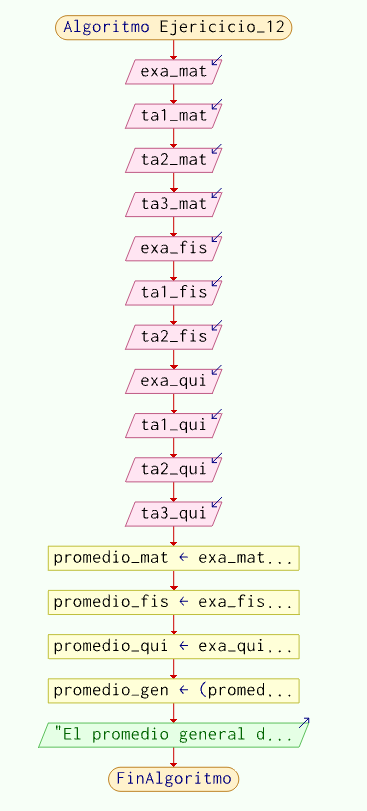 Algoritmo Ejericicio_12
exa_mat
ta1_mat
ta2_mat
ta3_mat
exa_fis
ta1_fis
ta2_fis
exa_qui
ta1_qui
ta2_qui
ta3_qui
promedio_mat ← exa_mat...
promedio_fis ← exa_fis...
promedio_qui ← exa_qui...
promedio_gen ← (promed...
"El promedio general d...
FinAlgoritmo